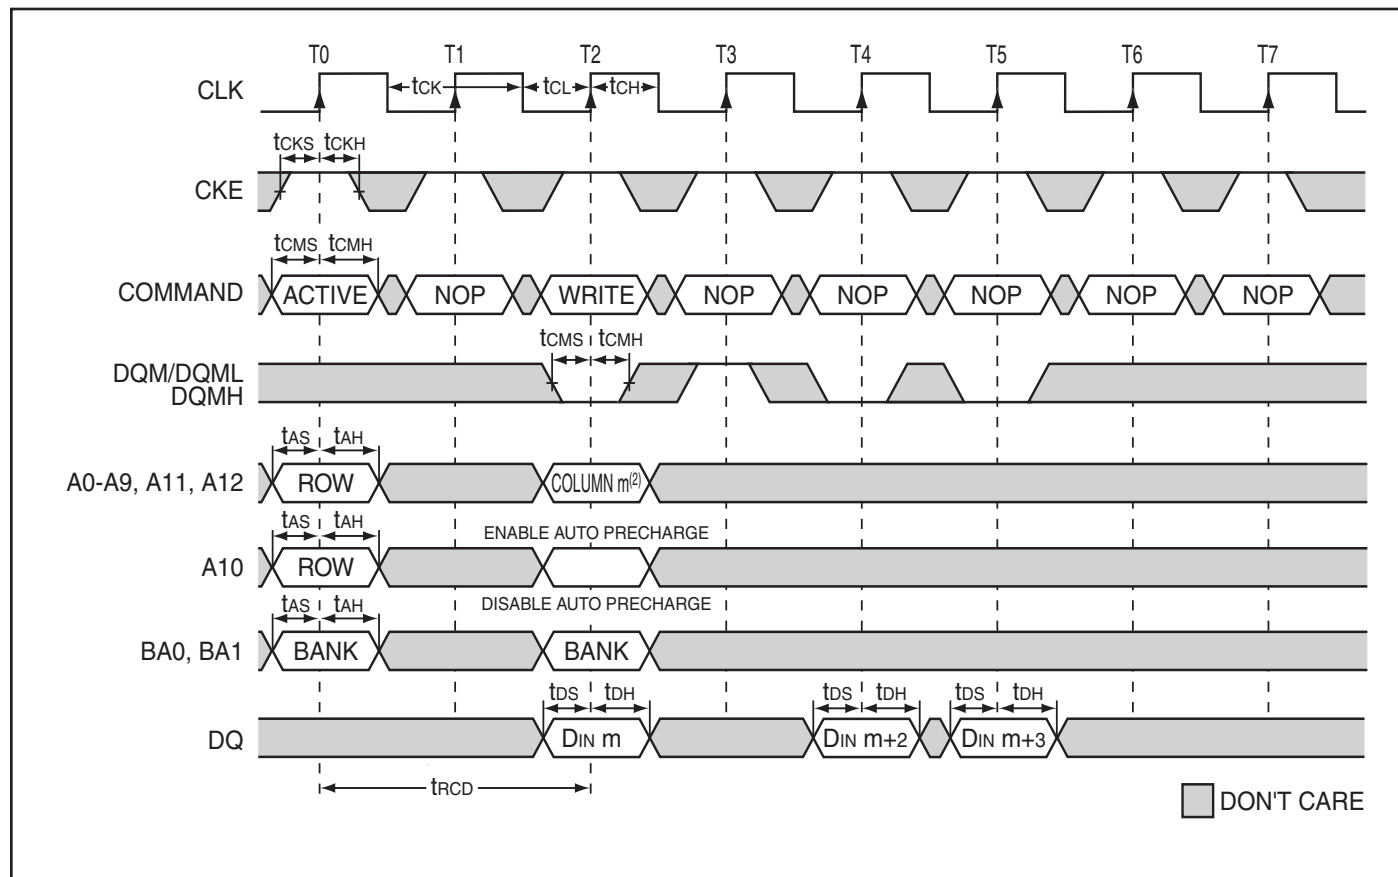 T0 T1 T2 T3 T4 T5 T6 T7
CLK tCK tCL tCH
tCKS tCKH
CKE
tCMS tCMH
COMMAND ACTIVE NOP WRITE NOP NOP NOP NOP NOP
tCMS tCMH
DQM/DQML
DQMH
tAS tAH
A0-A9, A11, A12 ROW COLUMN m(2)
tAS tAH ENABLE AUTO PRECHARGE
A10 ROW
tAS tAH DISABLE AUTO PRECHARGE
BA0, BA1 BANK BANK
tDS tDH tDS tDH tDS tDH
DQ DIN m DIN m+2 DIN m+3
tRCD
DON'T CARE